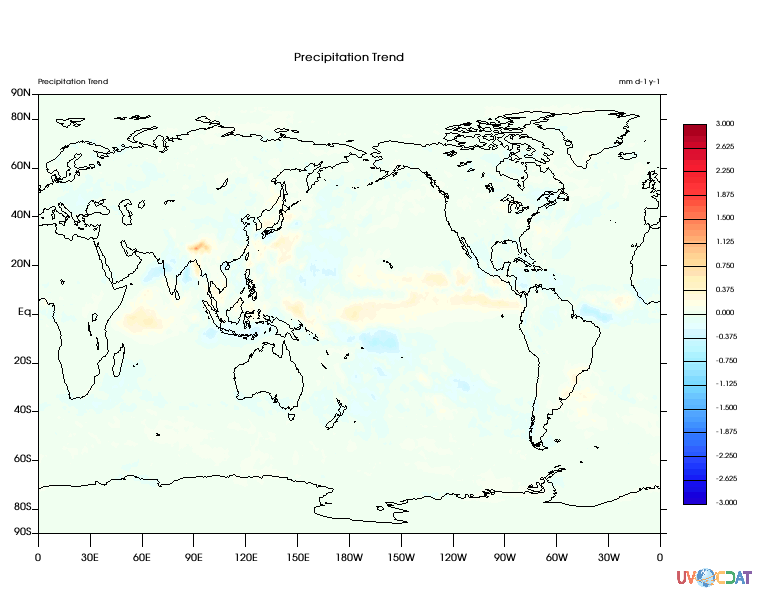 Precipitation Trend
Precipitation Trend
mm d-1 y-1
90N
80N
60N
40N
20N
Eq
20S
40S
60S
80S
90S
0 30E 60E 90E 120E 150E 180W 150W 120W 90W 60W 30W 0
3.000
2.625
2.250
1.875
1.500
1.125
0.750
0.375
0.000
-0.375
-0.750
-1.125
-1.500
-1.875
-2.250
-2.625
-3.000
UV CDAT